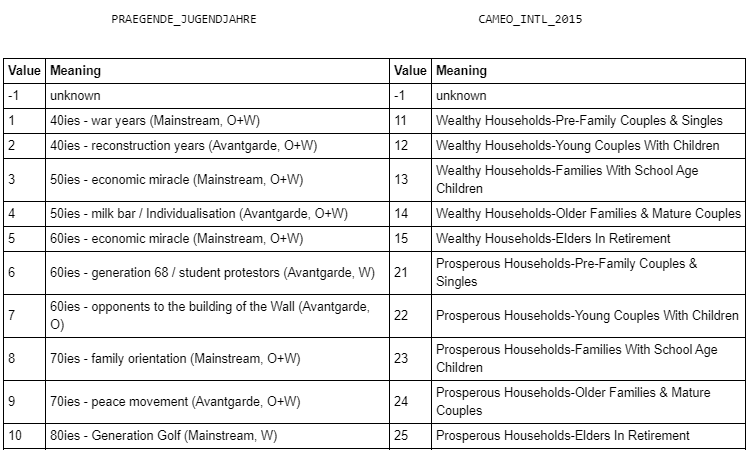 PRAEGENDE_JUGENDJAHRE CAMEO_INTL_2015
Value Meaning Value Meaning
-1 unknown -1 unknown
1 40ies - war years (Mainstream, O+W) 11 Wealthy Households-Pre-Family Couples & Singles
2 40ies - reconstruction years (Avantgarde, O+W) 12 Wealthy Households-Young Couples With Children
3 50ies - economic miracle (Mainstream, O+W) 13 Wealthy Households-Families With School Age
Children
4 50ies - milk bar / Individualisation (Avantgarde, O+W) 14 Wealthy Households-Older Families & Mature Couples
5 60ies - economic miracle (Mainstream, O+W) 15 Wealthy Households-Elders In Retirement
6 60ies - generation 68 / student protestors (Avantgarde, W) 21 Prosperous Households-Pre-Family Couples &
Singles
7 60ies - opponents to the building of the Wall (Avantgarde,
O) 22 Prosperous Households-Young Couples With Children
8 70ies - family orientation (Mainstream, O+W) 23 Prosperous Households-Families With School Age
Children
9 70ies - peace movement (Avantgarde, O+W) 24 Prosperous Households-Older Families & Mature
Couples
10 80ies - Generation Golf (Mainstream, W) 25 Prosperous Households-Elders In Retirement